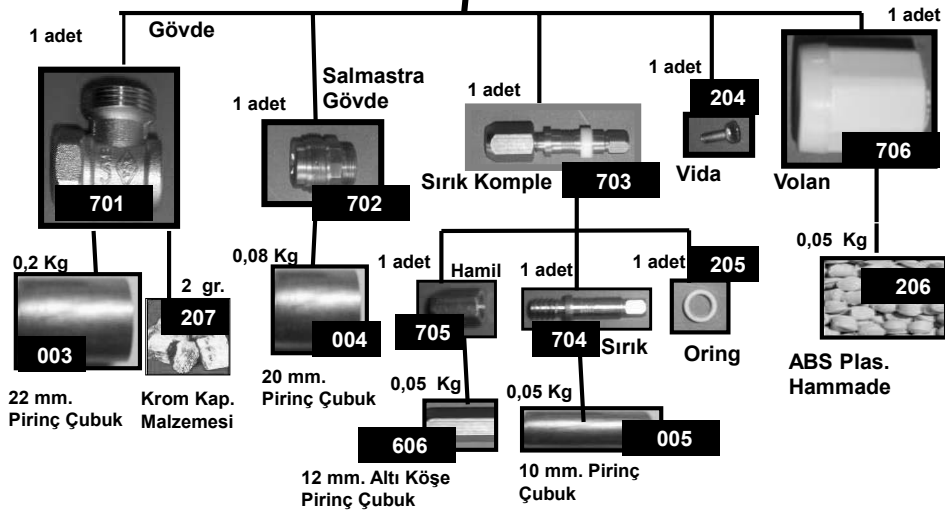 1 adet
Gövde
1 adet
Salmastra
Gövde
1 adet
1 adet
1 adet
204
701
702
Sırık Komple
703
Vida
706
Volan
0,2 Kg
2 gr.
207
003
0,08 Kg
004
1 adet
Hamil
705
1 adet
704
Sırık
1 adet
205
Oring
0,05 Kg
206
22 mm.
Pirinç Çubuk
Krom Kap.
Malzemesi
20 mm.
Pirinç Çubuk
0,05 Kg
606
12 mm. Altı Köşe
Pirinç Çubuk
0,05 Kg
005
10 mm. Pirinç
Çubuk
ABS Plas.
Hammade